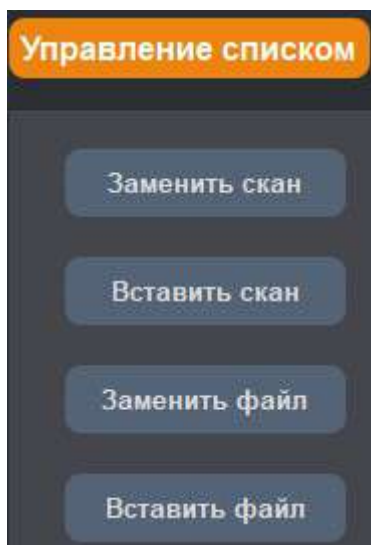 Управление списком
Заменить скан
Вставить скан
Заменить файл
Вставить файл